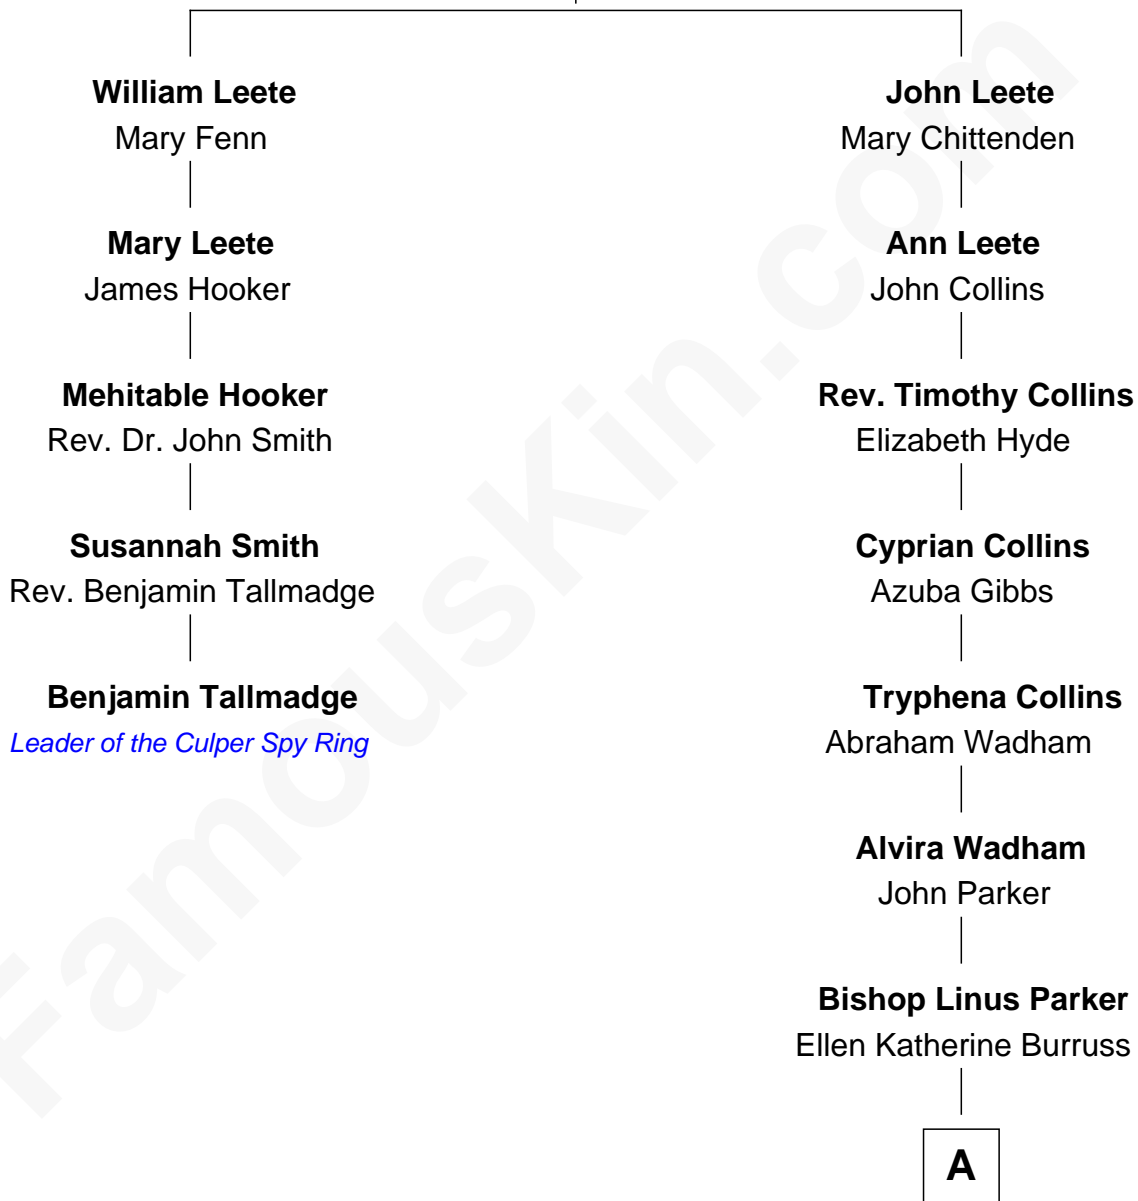 William Leete
Mary Fenn
Mary Leete
James Hooker
Mehitable Hooker
Rev. Dr. John Smith
Susannah Smith
Rev. Benjamin Tallmadge
Benjamin Tallmadge
Leader of the Culper Spy Ring
John Leete
Mary Chittenden
Ann Leete
John Collins
Rev. Timothy Collins
Elizabeth Hyde
Cyprian Collins
Azuba Gibbs
Tryphena Collins
Abraham Wadham
Alvira Wadham
John Parker
Bishop Linus Parker
Ellen Katherine Burruss
A
FamousKin.com